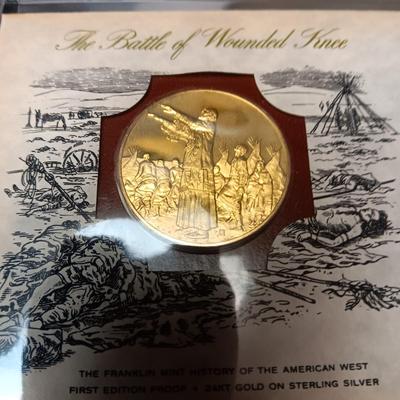 The Battle of Wounded Knee
THE FRANKLIN MINT HISTORY OF THE AMERICAN WEST
FIRST EDITION PROOF • 24KT GOLD ON STERLING SILVER